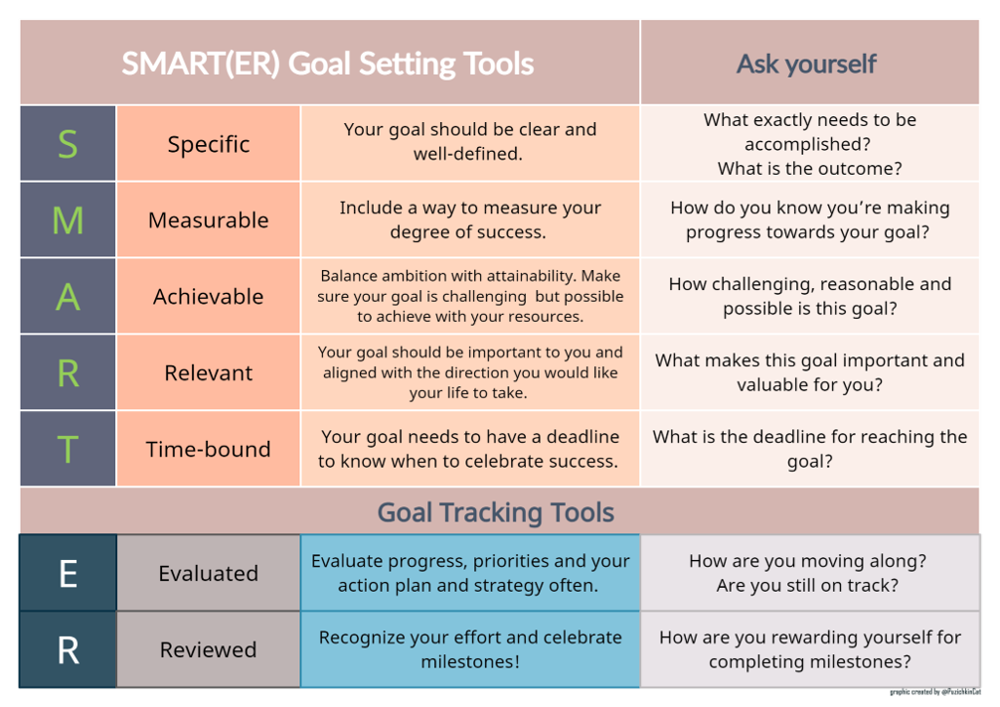 SMART(ER) Goal Setting Tools
Ask yourself
S
Specific
Your goal should be clear and
well-defined.
What exactly needs to be
accomplished?
What is the outcome?
M
Measurable
Include a way to measure your
degree of success.
How do you know you’re making
progress towards your goal?
A
Achievable
Balance ambition with attainability. Make
sure your goal is challenging but possible
to achieve with your resources.
How challenging, reasonable and
possible is this goal?
R
Relevant
Your goal should be important to you and
aligned with the direction you would like
your life to take.
What makes this goal important and
valuable for you?
T
Time-bound
Your goal needs to have a deadline
to know when to celebrate success.
What is the deadline for reaching the
goal?
Goal Tracking Tools
E
Evaluated
Evaluate progress, priorities and your
action plan and strategy often.
How are you moving along?
Are you still on track?
R
Reviewed
Recognize your effort and celebrate
milestones!
How are you rewarding yourself for
completing milestones?
graphic created by @PuzichkinCat